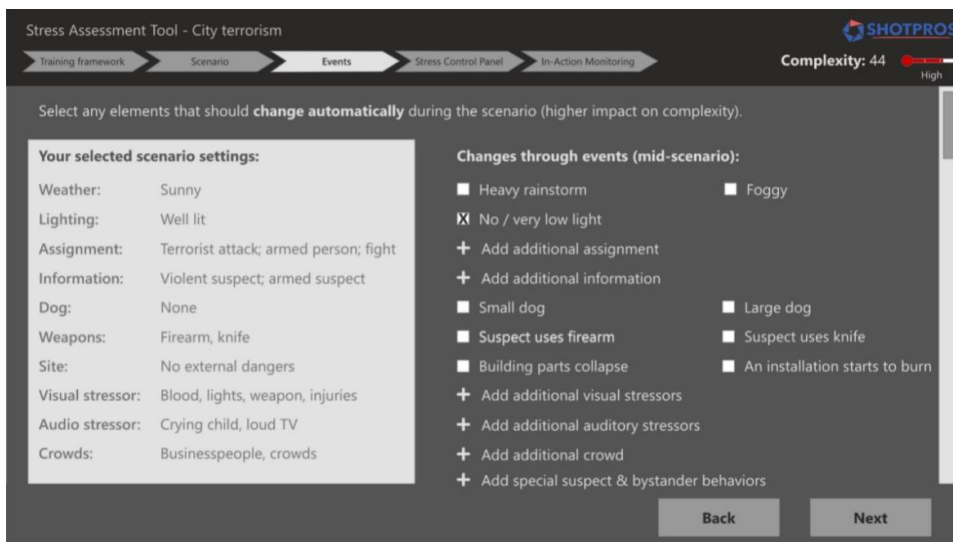 Stress Assessment Tool - City terrorism
SHOTPROS
Training framework
Scenario
Events
Stress Control Panel
In-Action Monitoring
Complexity: 44
High
Select any elements that should change automatically during the scenario (higher impact on complexity).
Your selected scenario settings:
Weather: Sunny
Lighting: Well lit
Assignment: Terrorist attack; armed person; fight
Information: Violent suspect; armed suspect
Dog: None
Weapons: Firearm, knife
Site: No external dangers
Visual stressor: Blood, lights, weapon, injuries
Audio stressor: Crying child, loud TV
Crowds: Businesspeople, crowds
Changes through events (mid-scenario):
Heavy rainstorm Foggy
X No / very low light
+ Add additional assignment
+ Add additional information
Small dog Large dog
Suspect uses firearm Suspect uses knife
Building parts collapse An installation starts to burn
+ Add additional visual stressors
+ Add additional auditory stressors
+ Add additional crowd
+ Add special suspect & bystander behaviors
Back Next